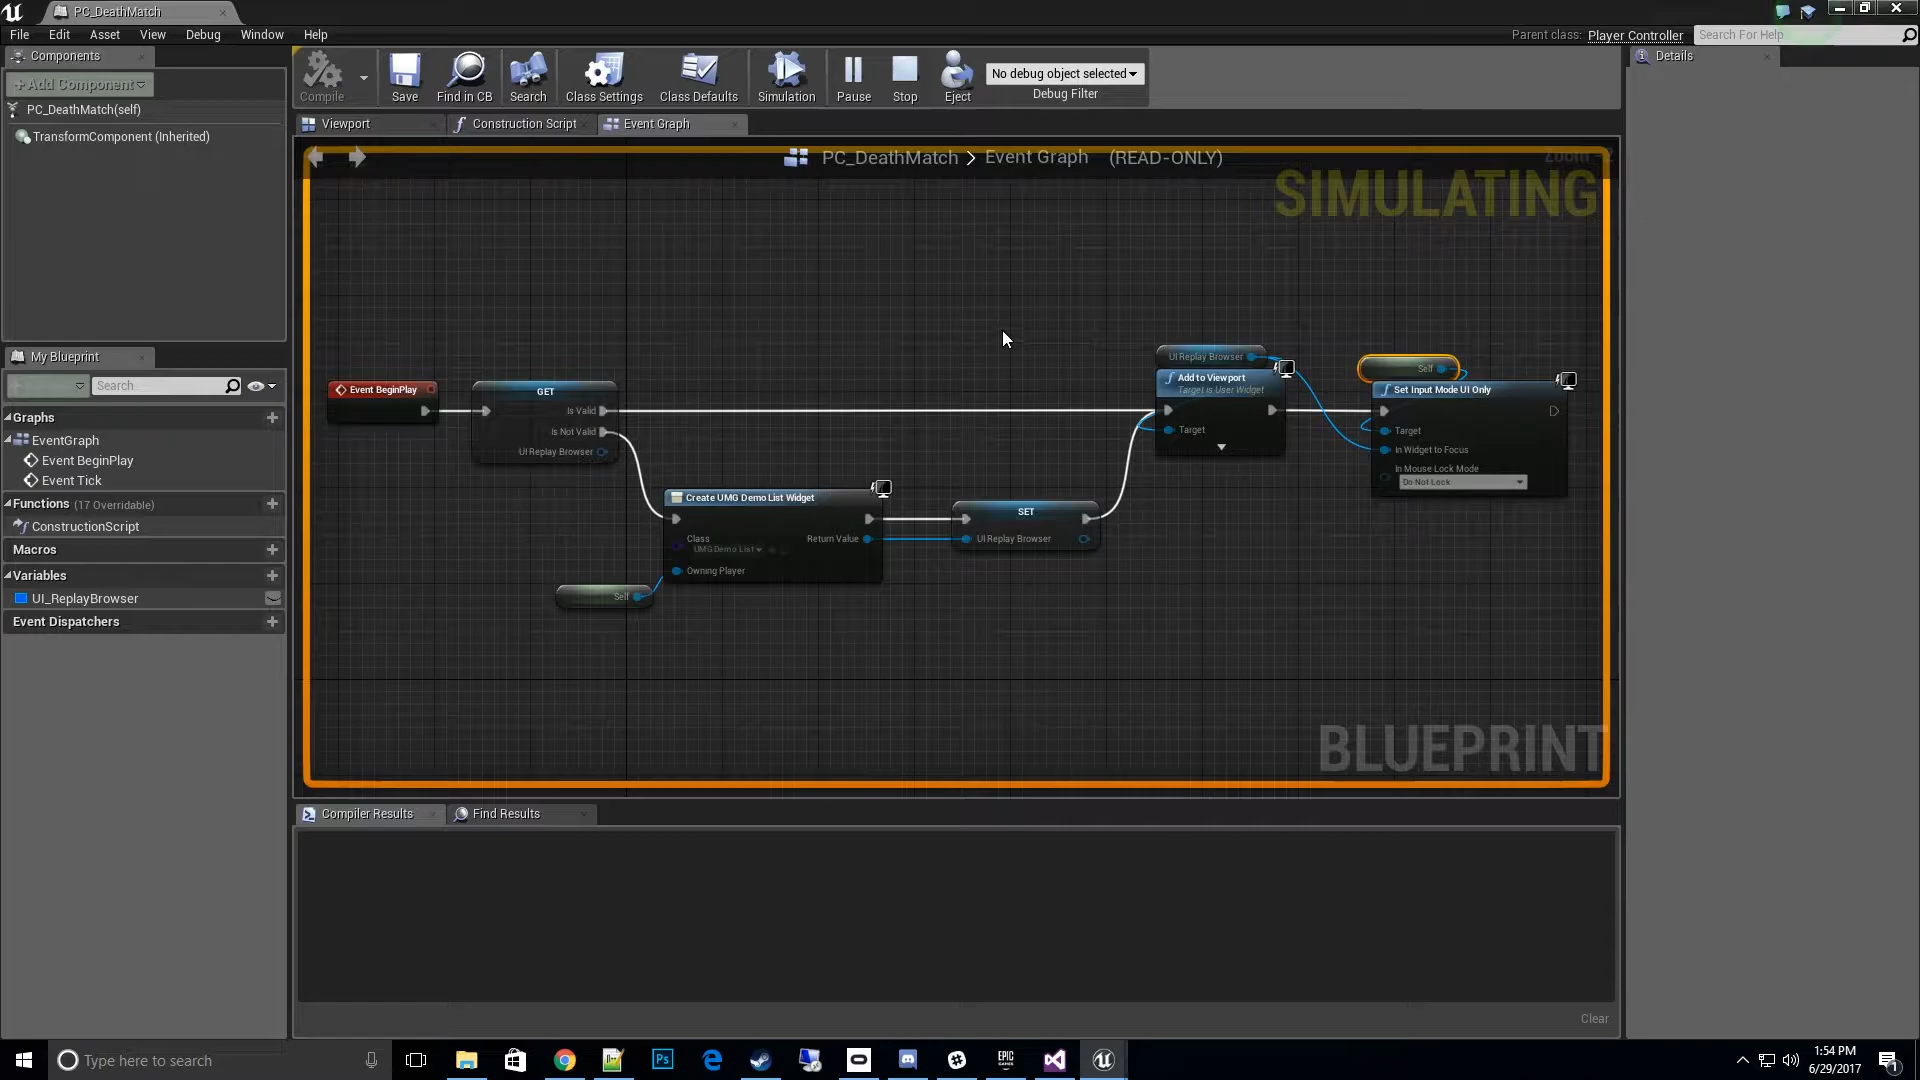 PC_DeathMatch
File Edit Asset View Debug Window Help
Parent class: Player Controller Search For Help
Components
Details
+Add Component
PC_DeathMatch(self)
TransformComponent (Inherited)
Compile Save Find in CB Search Class Settings Class Defaults Simulation Pause Stop Eject
No debug object selected
Debug Filter
Viewport Construction Script Event Graph
PC_DeathMatch > Event Graph (READ-ONLY)
SIMULATING
My Blueprint
Search...
Graphs
EventGraph
Event BeginPlay
Event Tick
Functions (17 Overridable)
ConstructionScript
Macros
Variables
UI_ReplayBrowser
Event Dispatchers
Event BeginPlay
GET
Is Valid
Is Not Valid
UI Replay Browser
Create UMG Demo List Widget
Class
UMG Demo List
Return Value
Owning Player
Self
SET
UI Replay Browser
UI Replay Browser
Add to Viewport
Target is User Widget
Target
Self
Set Input Mode UI Only
Target
In Widget to Focus
In Mouse Lock Mode
Do Not Lock
BLUEPRINT
Compiler Results Find Results
Clear
Type here to search
Ps
EPIC
GAMES
1:54 PM
6/29/2017
1